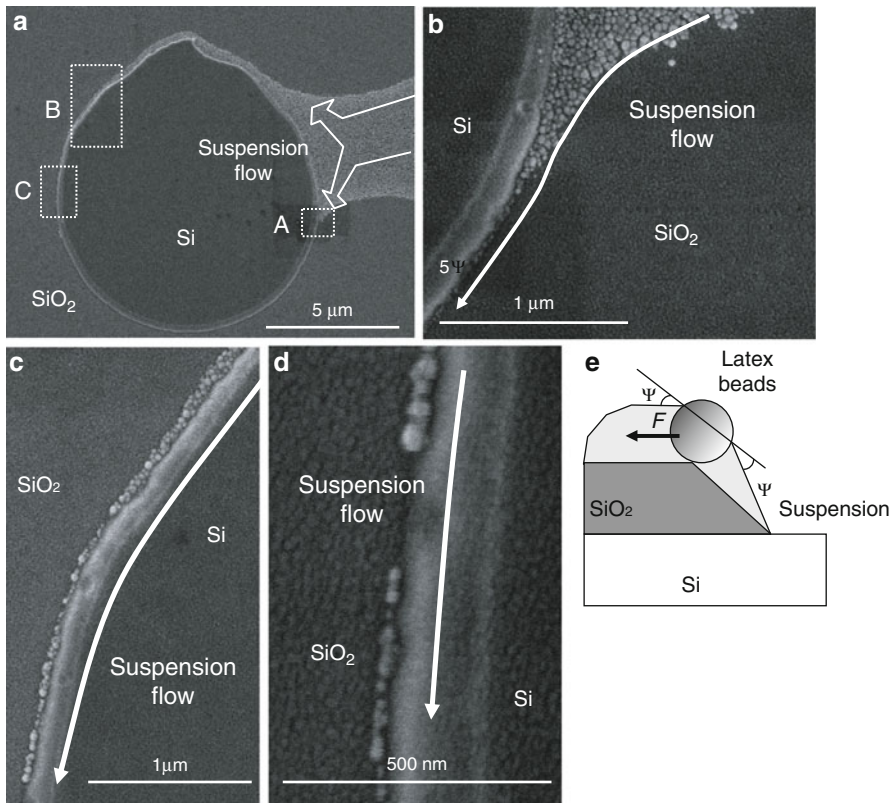 a
B
C
Suspension
flow
A
Si
SiO2
5 μm
b
Si
Suspension
flow
SiO2
5Ψ
1 μm
c
SiO2
Si
Suspension
flow
1μm
d
Suspension
flow
SiO2
Si
500 nm
e
Latex
beads
Ψ
F
Ψ
SiO2
Suspension
Si